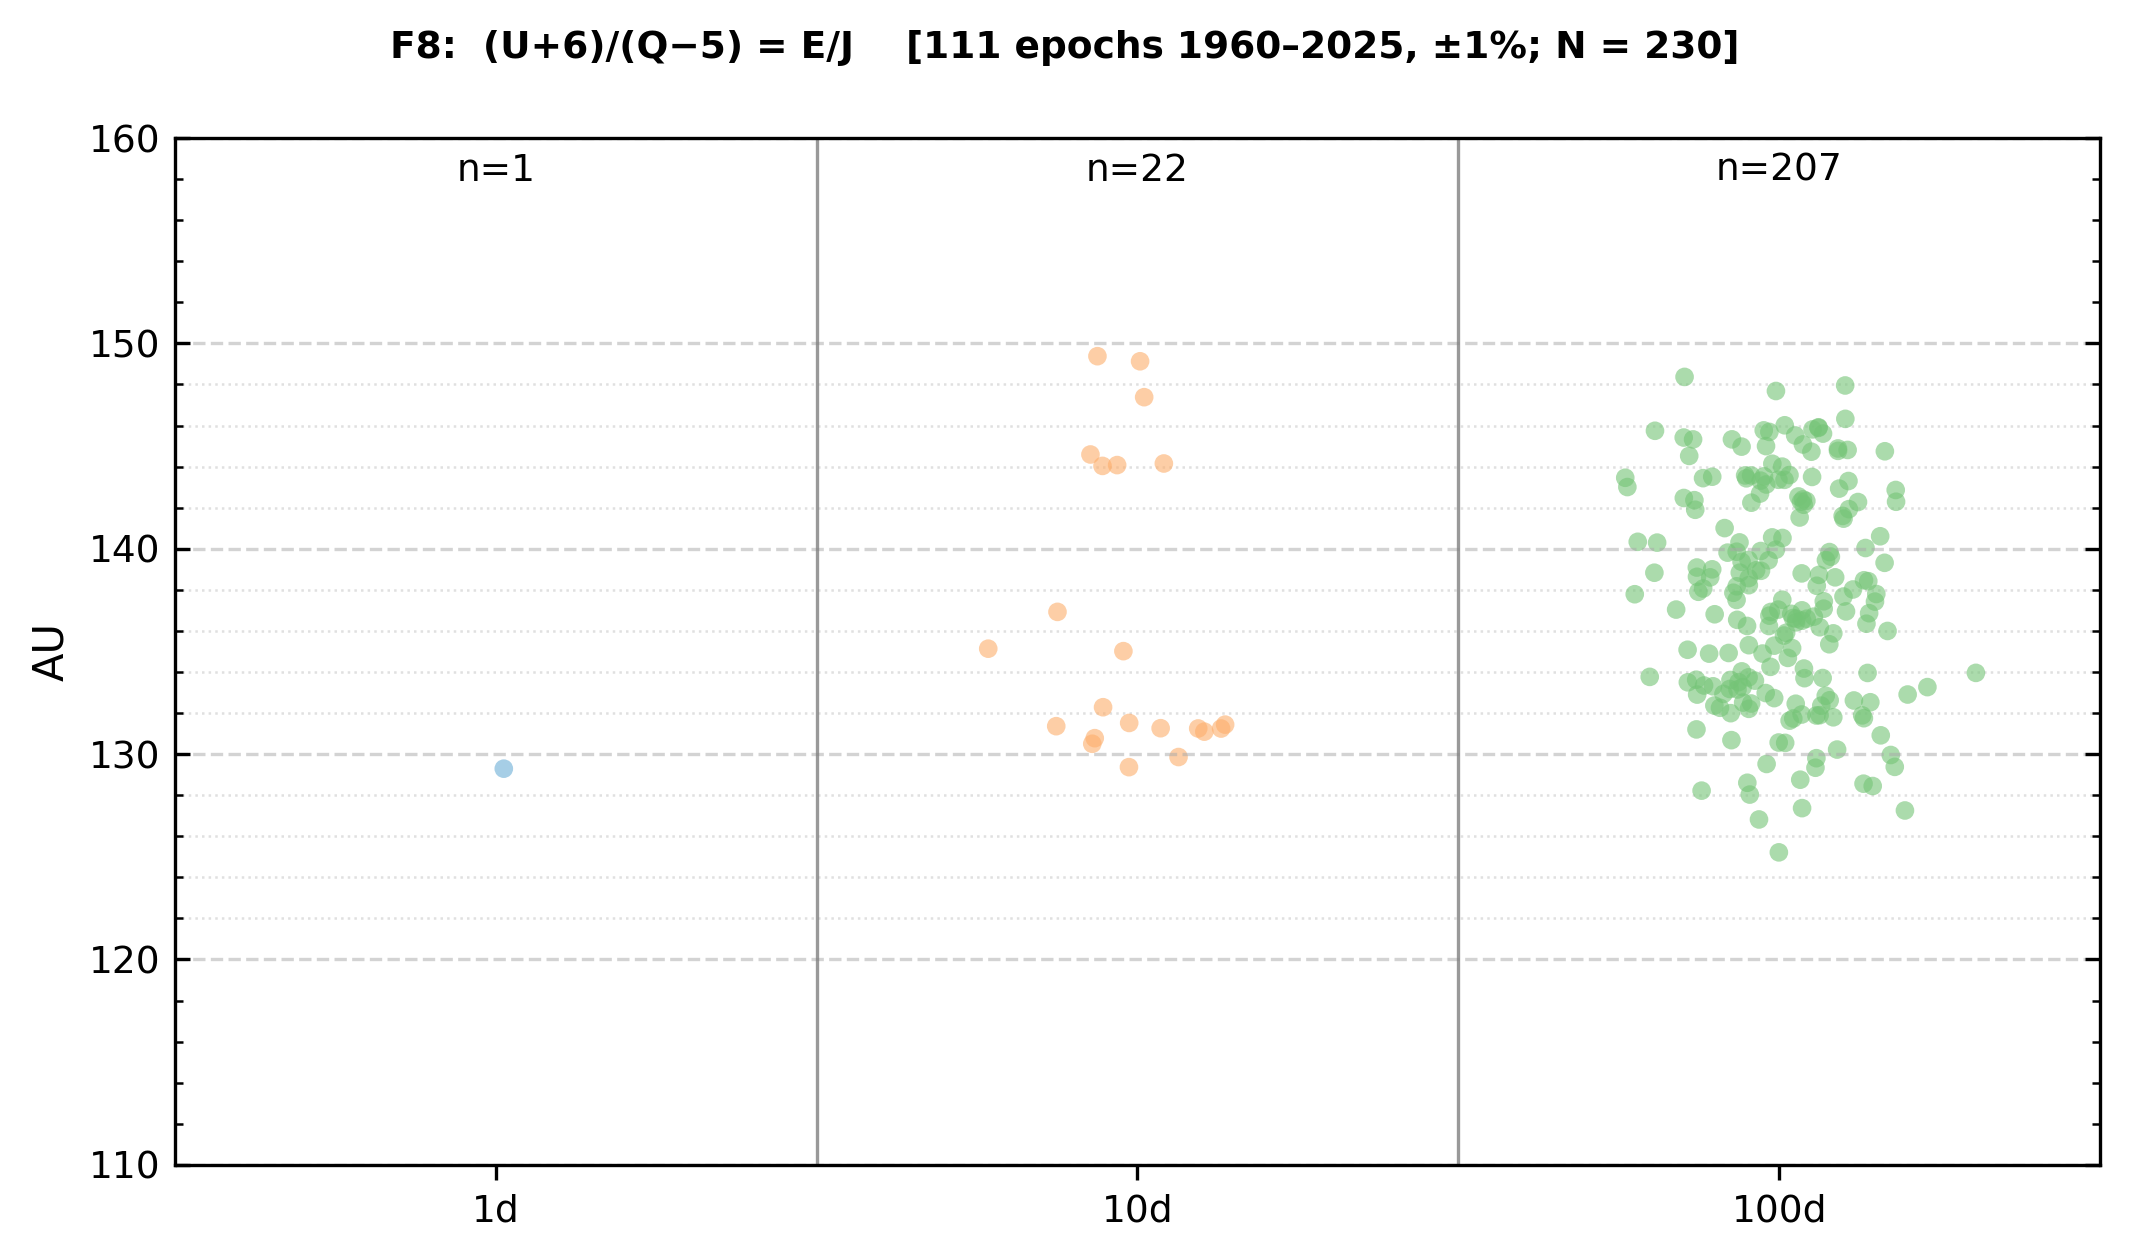 F8: (U+6)/(Q−5) = E/J [111 epochs 1960–2025, ±1%; N = 230]
160
n=1 n=22 n=207
150
140
AU
130
120
110
1d 10d 100d